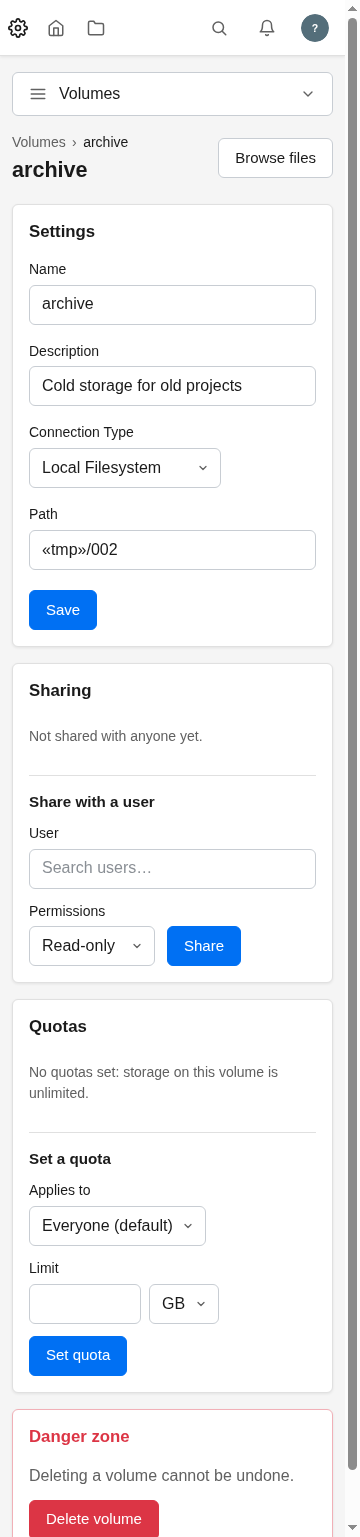 ?
Volumes
Volumes › archive
archive
Browse files
Settings
Name
archive
Description
Cold storage for old projects
Connection Type
Local Filesystem
Path
«tmp»/002
Save
Sharing
Not shared with anyone yet.
Share with a user
User
Search users…
Permissions
Read-only
Share
Quotas
No quotas set: storage on this volume is
unlimited.
Set a quota
Applies to
Everyone (default)
Limit
GB
Set quota
Danger zone
Deleting a volume cannot be undone.
Delete volume